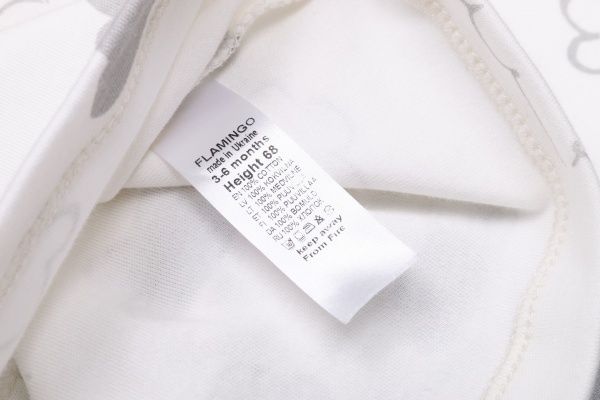 FLAMINGO
made in Ukraine
3-6 months
Height 68
EN 100% COTTON
LV 100% KOKVILNA
LT 100% MEDVILNĖ
ET 100% PUUVILL
FI 100% PUUVILLAA
DA 100% BOMULD
RU 100% ХЛОПОК
keep away
From Fire